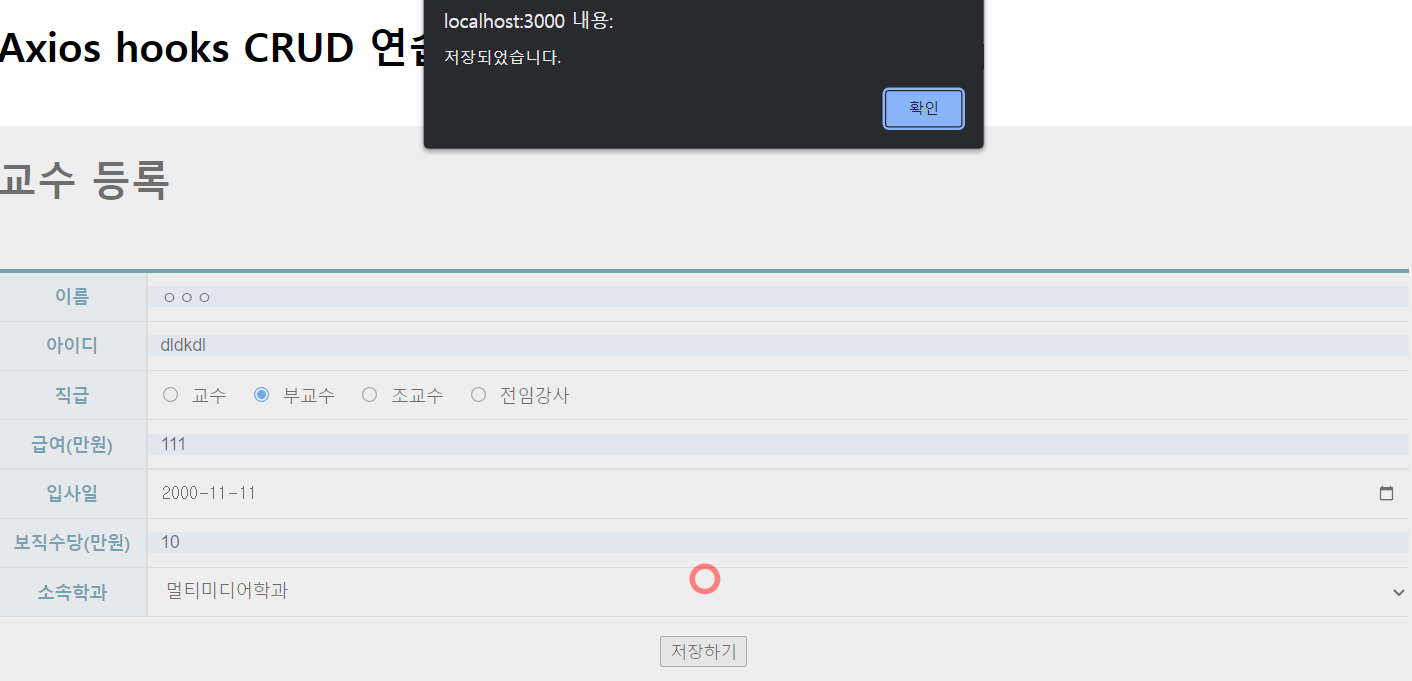 localhost:3000 내용:
저장되었습니다.
확인
Axios hooks CRUD
교수 등록
이름 ㅇㅇㅇ
아이디 dldkdl
직급 교수 부교수 조교수 전임강사
급여(만원) 111
입사일 2000-11-11
보직수당(만원) 10
소속학과 멀티미디어학과
저장하기